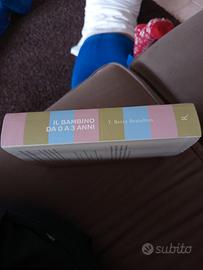 IL BAMBINO
DA 0 A 3 ANNI
T. Berry Brazelton
R
subito